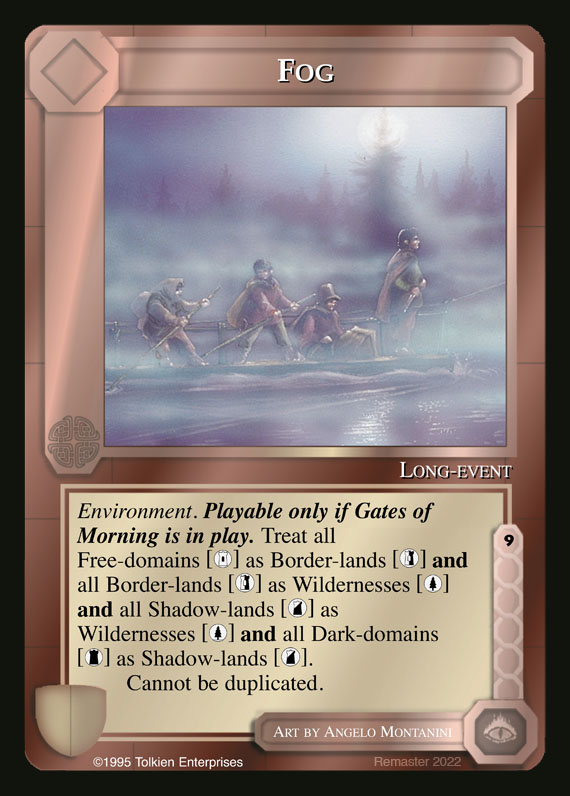 Fog
Long-event
Environment. Playable only if Gates of
Morning is in play. Treat all
Free-domains [] as Border-lands [] and
all Border-lands [] as Wildernesses []
and all Shadow-lands [] as
Wildernesses [] and all Dark-domains
[] as Shadow-lands [].
Cannot be duplicated.
9
Art by Angelo Montanini
©1995 Tolkien Enterprises
Remaster 2022